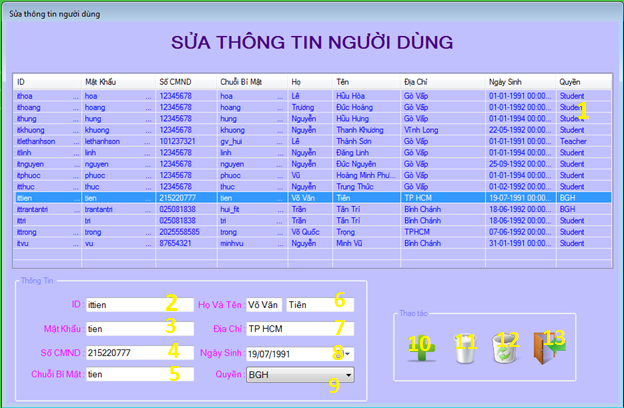 Sửa thông tin người dùng
SỬA THÔNG TIN NGƯỜI DÙNG
ID Mật Khẩu Số CMND Chuỗi Bí Mật Họ Tên Địa Chỉ Ngày Sinh Quyền
ithoa ... hoa ... 12345678 hoa ... Lê Hữu Hòa Gò Vấp 01-01-1991 00:00... Student
ithoang ... hoang ... 12345678 hoang ... Trương Đức Hoàng Gò Vấp 01-01-1992 00:00... Student
ithung ... hung ... 12345678 hung ... Nguyễn Hữu Hưng Gò Vấp 01-01-1994 00:00... Student
1
itkhuong ... khuong ... 12345678 khuong ... Nguyễn Thanh Khương Vĩnh Long 22-05-1992 00:00... Student
itlethanhson ... lethanhson ... 101237321 gv_hui ... Lê Thành Sơn Gò Vấp 01-01-1991 00:00... Teacher
itlinh ... linh ... 12345678 linh ... Nguyễn Đăng Linh Gò Vấp 01-01-1994 00:00... Student
itnguyen ... nguyen ... 12345678 nguyen ... Nguyễn Đức Nguyên Gò Vấp 25-09-1992 00:00... Student
itphuoc ... phuoc ... 12345678 phuoc ... Vũ Hoàng Minh Phư... Gò Vấp 01-01-1994 00:00... Student
itthuc ... thuc ... 12345678 thuc ... Nguyễn Trung Thức Gò Vấp 01-02-1992 00:00... Student
ittien ... tien ... 215220777 tien ... Võ Văn Tiến TP HCM 19-07-1991 00:00... BGH
ittrantantri ... trantantri ... 025081838 hui_fit ... Trần Tân Trí Bình Chánh 18-06-1992 00:00... BGH
ittri ... tri ... 025081838 tri ... Trần Tân Trí Bình Chánh 18-06-1992 00:00... Student
ittrong ... trong ... 2025558585 trong ... Võ Quốc Trọng TPHCM 07-06-1992 00:00... Student
itvu ... vu ... 87654321 minhvu ... Nguyễn Minh Vũ Bình Chánh 31-01-1991 00:00... Student
Thông Tin
ID : ittien 2 Họ Và Tên : Võ Văn Tiến 6
Mật Khẩu : tien 3 Địa Chỉ : TP HCM 7
Số CMND : 215220777 4 Ngày Sinh : 19/07/1991 8
Chuỗi Bí Mật : tien 5 Quyền : BGH
9
Thao tác
10 11 12 13